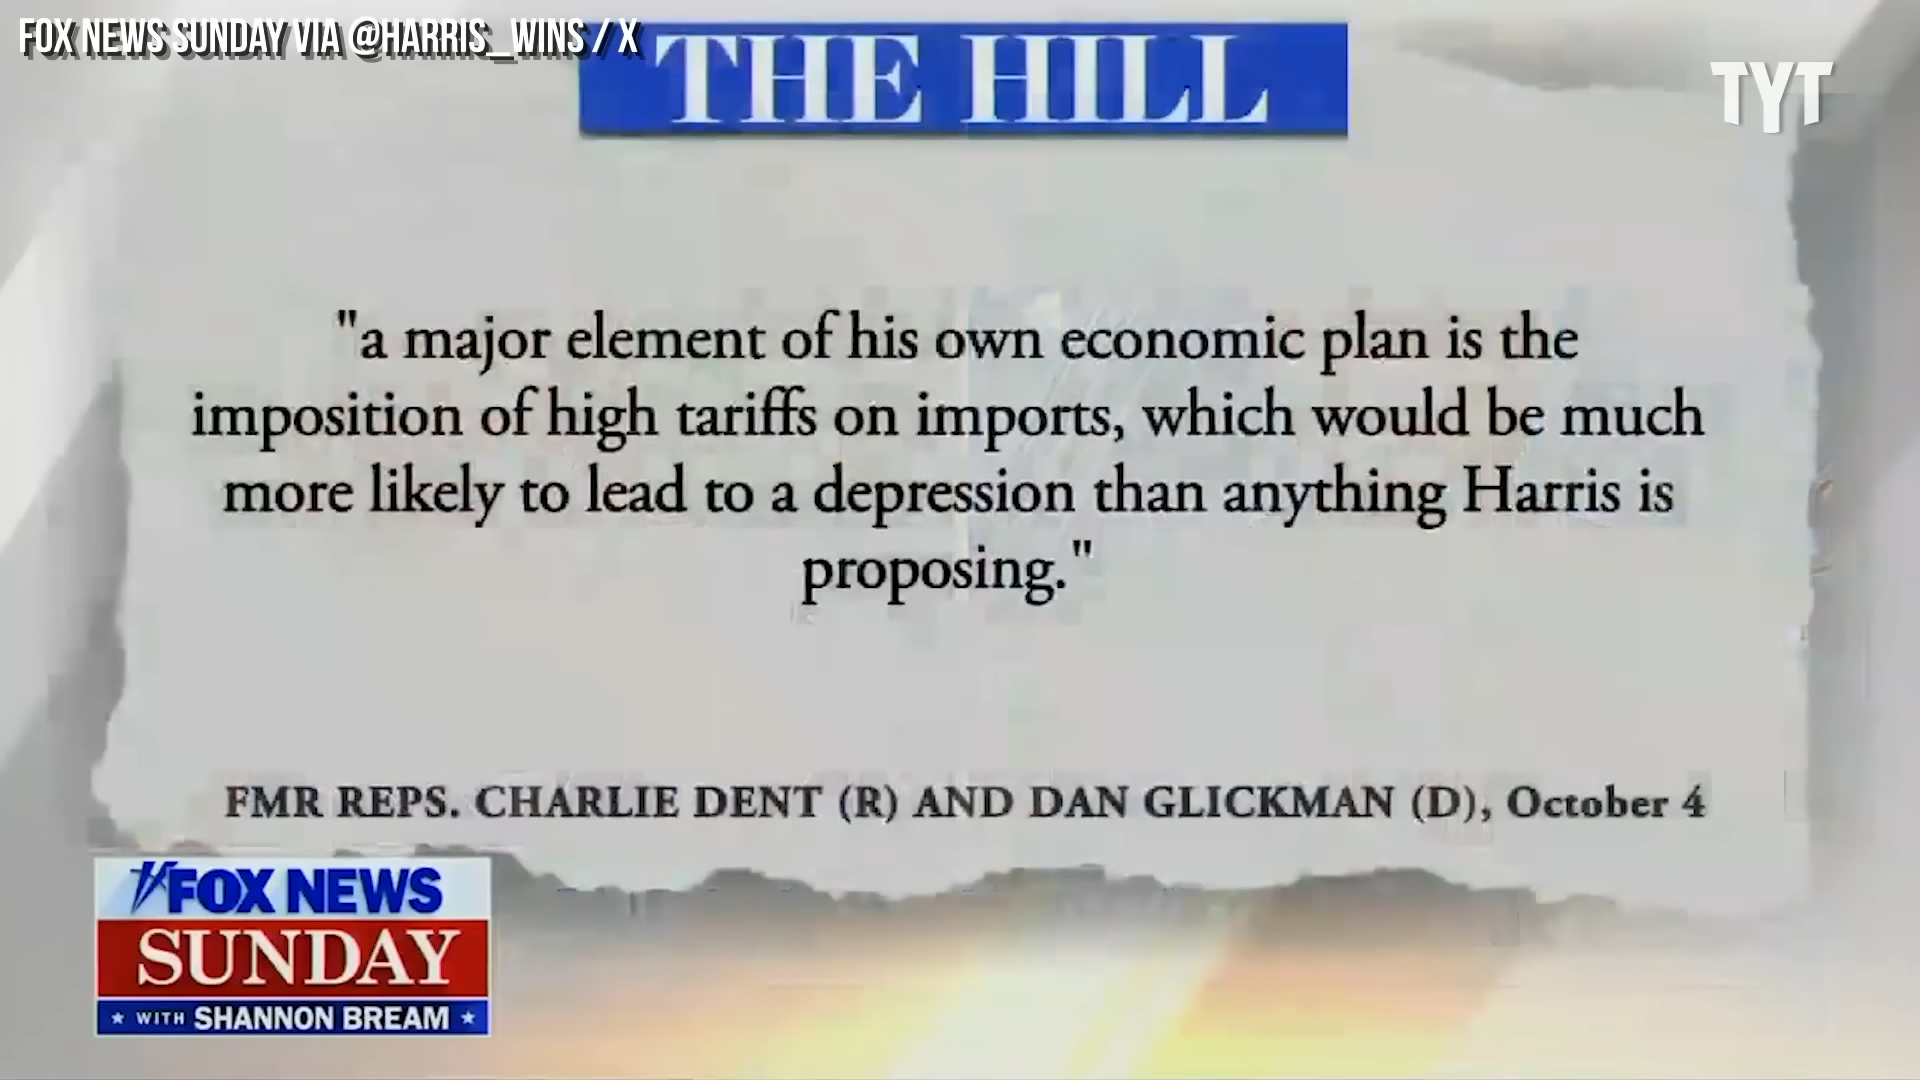 FOX NEWS SUNDAY VIA @HARRIS_WINS / X
THE HILL
TYT
"a major element of his own economic plan is the
imposition of high tariffs on imports, which would be much
more likely to lead to a depression than anything Harris is
proposing."
FMR REPS. CHARLIE DENT (R) AND DAN GLICKMAN (D), October 4
FOX NEWS
SUNDAY
WITH SHANNON BREAM